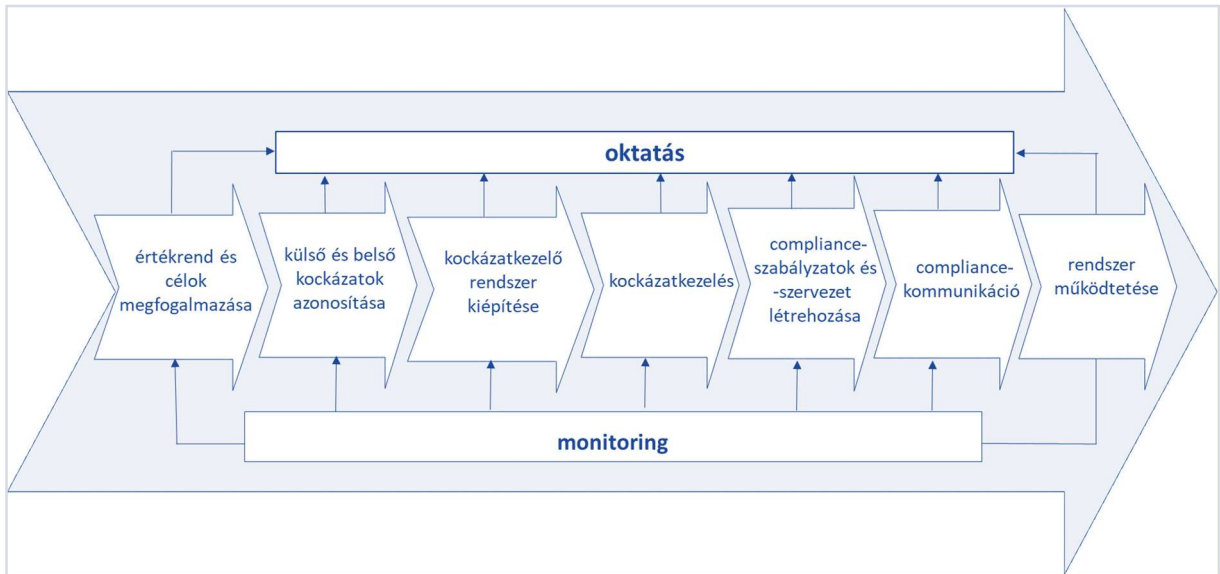 oktatás
értékrend és
célok
megfogalmazása
külső és belső
kockázatok
azonosítása
kockázatkezelő
rendszer
kiépítése
kockázatkezelés
compliance-
szabályzatok és
-szervezet
létrehozása
compliance-
kommunikáció
rendszer
működtetése
monitoring